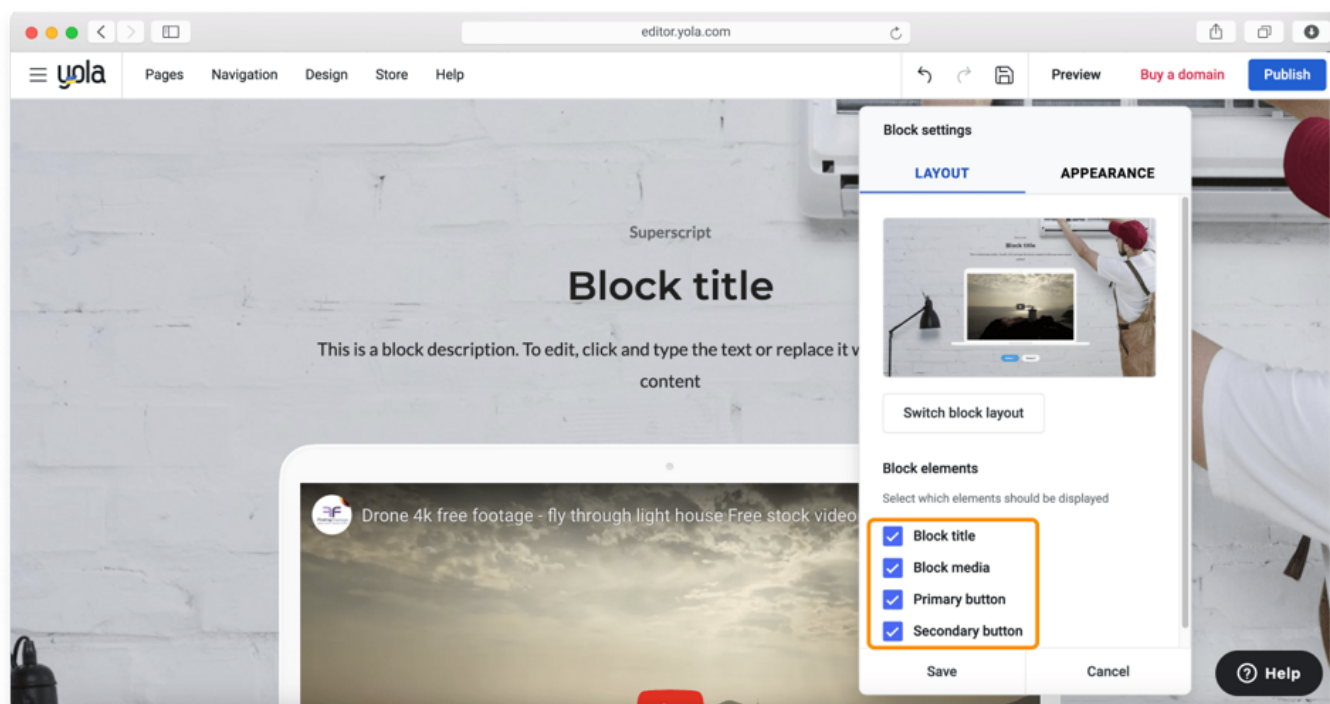 editor.yola.com
yola Pages Navigation Design Store Help Preview Buy a domain Publish
Block settings
LAYOUT APPEARANCE
Superscript
Block title
This is a block description. To edit, click and type the text or replace it
content
Block title
Switch block layout
Block elements
Select which elements should be displayed
Drone 4k free footage - fly through light house Free stock video
Block title
Block media
Primary button
Secondary button
Save Cancel
Help